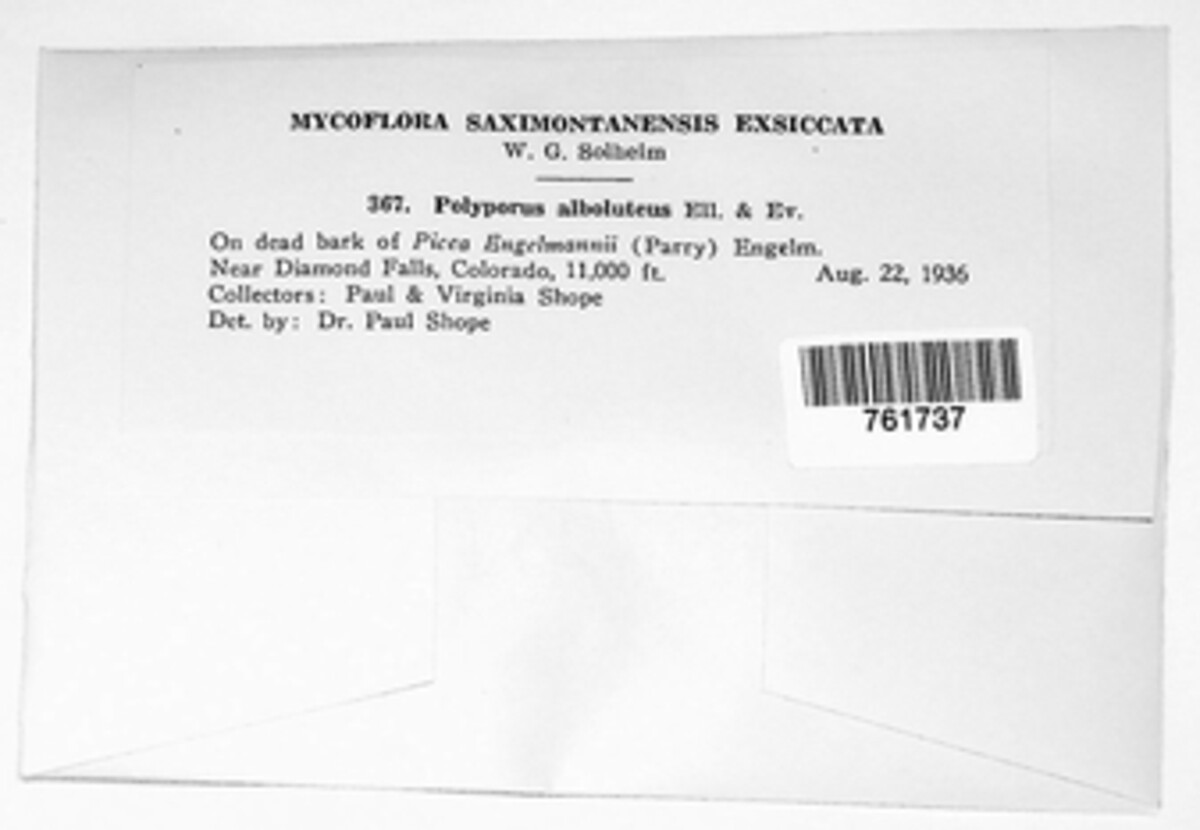 MYCOFLORA SAXIMONTANENSIS EXSICCATA
W. G. Solheim
367. Polyporus alboluteus Ell. & Ev.
On dead bark of Picea Engelmannii (Parry) Engelm.
Near Diamond Falls, Colorado, 11,000 ft. Aug. 22, 1936
Collectors: Paul & Virginia Shope
Det. by: Dr. Paul Shope
761737